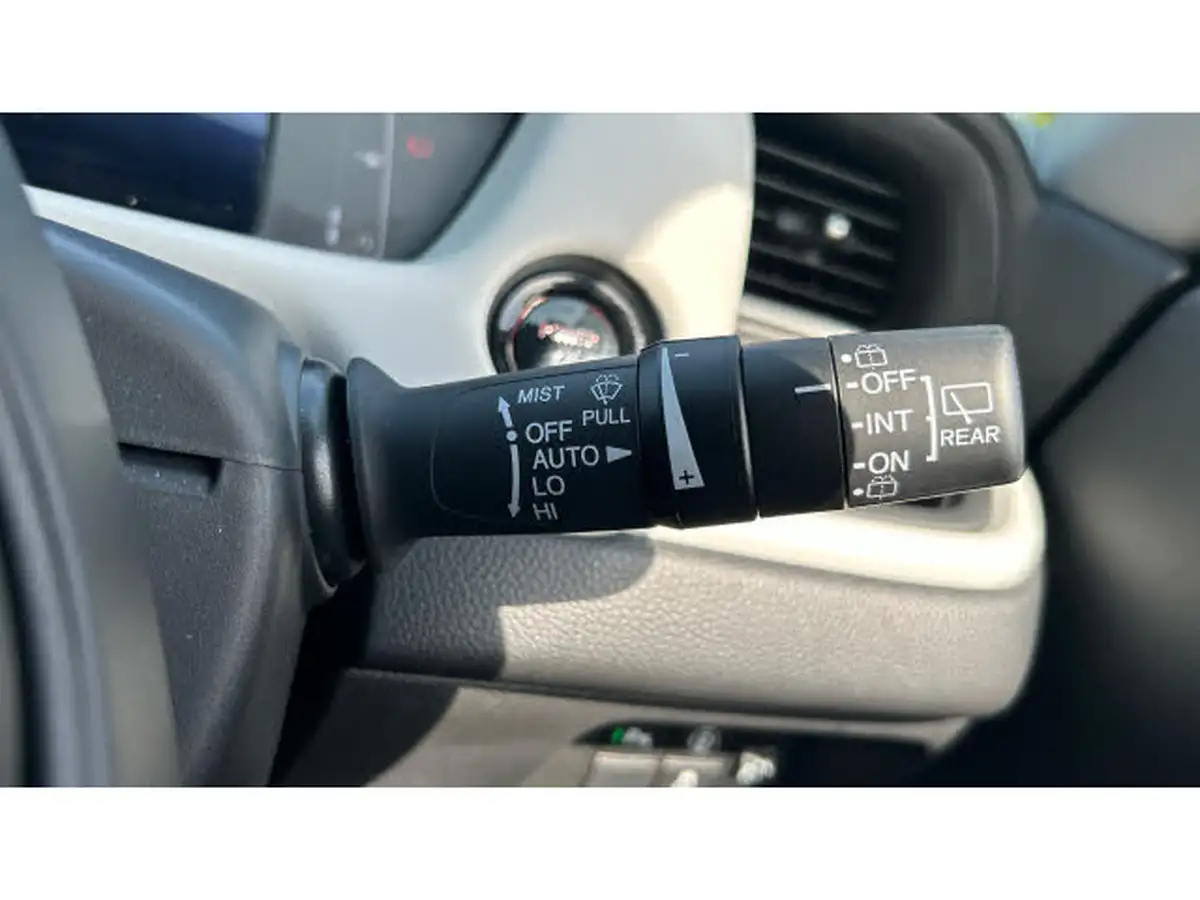 MIST
PULL
OFF
AUTO
LO
HI
−
+
OFF
INT
ON
REAR